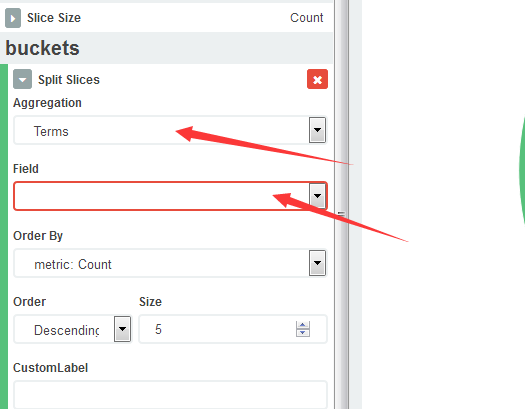 Slice Size Count
buckets
Split Slices
Aggregation
Terms
Field
Order By
metric: Count
Order Size
Descending 5
CustomLabel